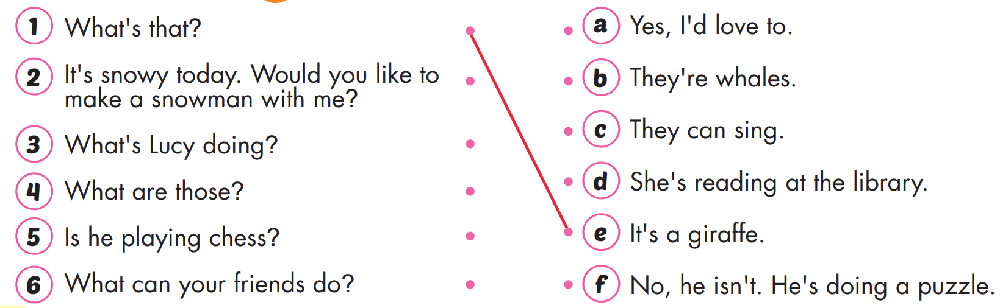 1 What's that?
2 It's snowy today. Would you like to
make a snowman with me?
3 What's Lucy doing?
4 What are those?
5 Is he playing chess?
6 What can your friends do?
a Yes, I'd love to.
b They're whales.
c They can sing.
d She's reading at the library.
e It's a giraffe.
f No, he isn't. He's doing a puzzle.